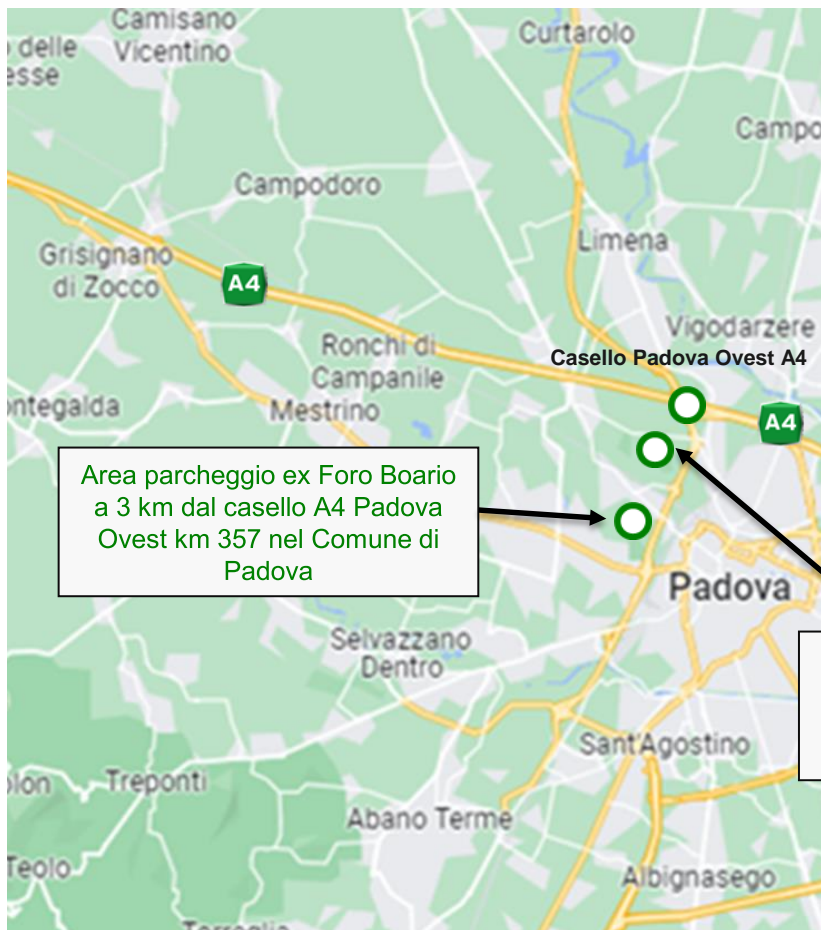 Camisano
Vicentino
Curtarolo
delle
esse
Campo
Campodoro
Limena
Grisignano
di Zocco
A4
Vigodarzere
Ronchi di
Campanile
Casello Padova Ovest A4
ntegalda
Mestrino
A4
Area parcheggio ex Foro Boario
a 3 km dal casello A4 Padova
Ovest km 357 nel Comune di
Padova
Padova
Selvazzano
Dentro
Sant'Agostino
olon
Treponti
Abano Terme
Teolo
Albignasego
Torreglia